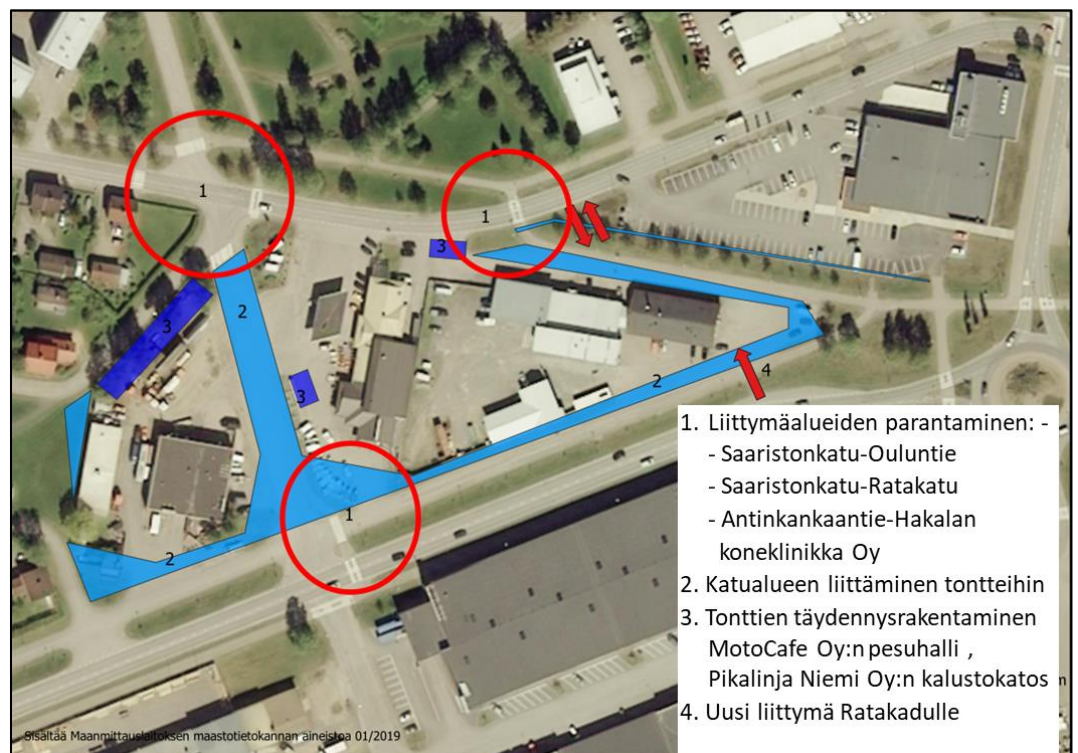 1
1
3
2
3
3
4
2
1
2
1. Liittymäalueiden parantaminen: -
- Saaristonkatu-Ouluntie
- Saaristonkatu-Ratakatu
- Antinkankaantie-Hakalan
koneklinikka Oy
2. Katualueen liittäminen tontteihin
3. Tonttien täydennysrakentaminen
MotoCafe Oy:n pesuhalli ,
Pikalinja Niemi Oy:n kalustokatos
m
4. Uusi liittymä Ratakadulle
Sisältää Maanmittauslaitoksen maastotietokannan aineistoa 01/2019